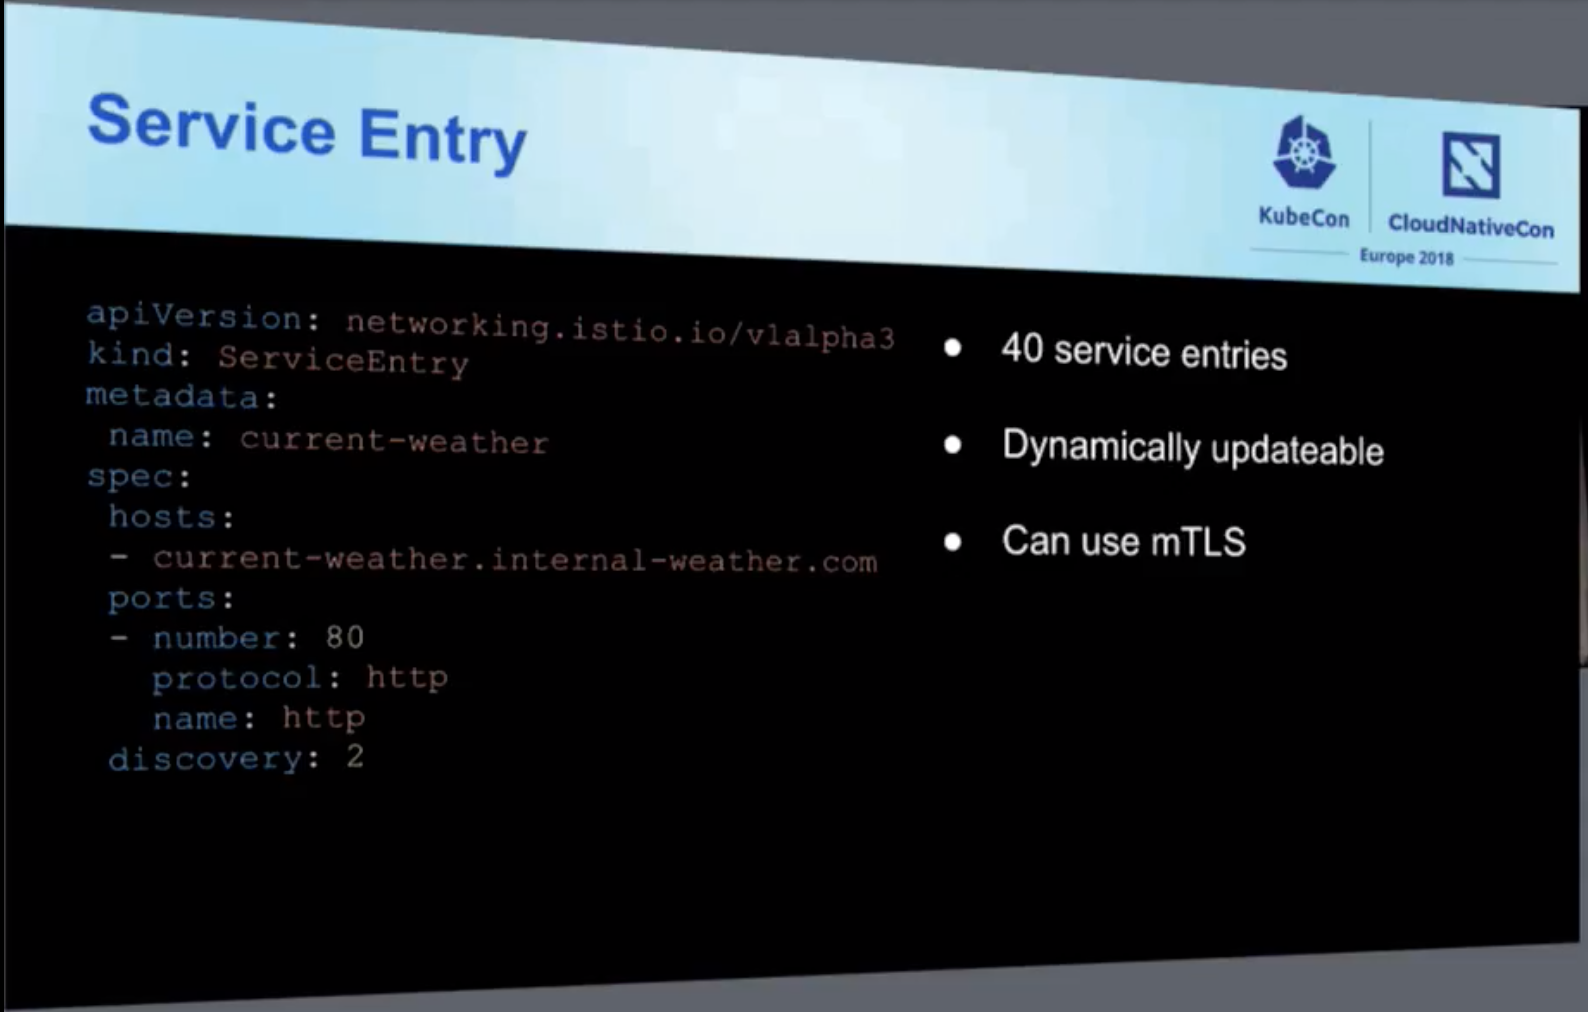 Service Entry
KubeCon
CloudNativeCon
Europe 2018
apiVersion: networking.istio.io/v1alpha3
kind: ServiceEntry
metadata:
 name: current-weather
spec:
 hosts:
 - current-weather.internal-weather.com
 ports:
 - number: 80
   protocol: http
   name: http
 discovery: 2
• 40 service entries
• Dynamically updateable
• Can use mTLS